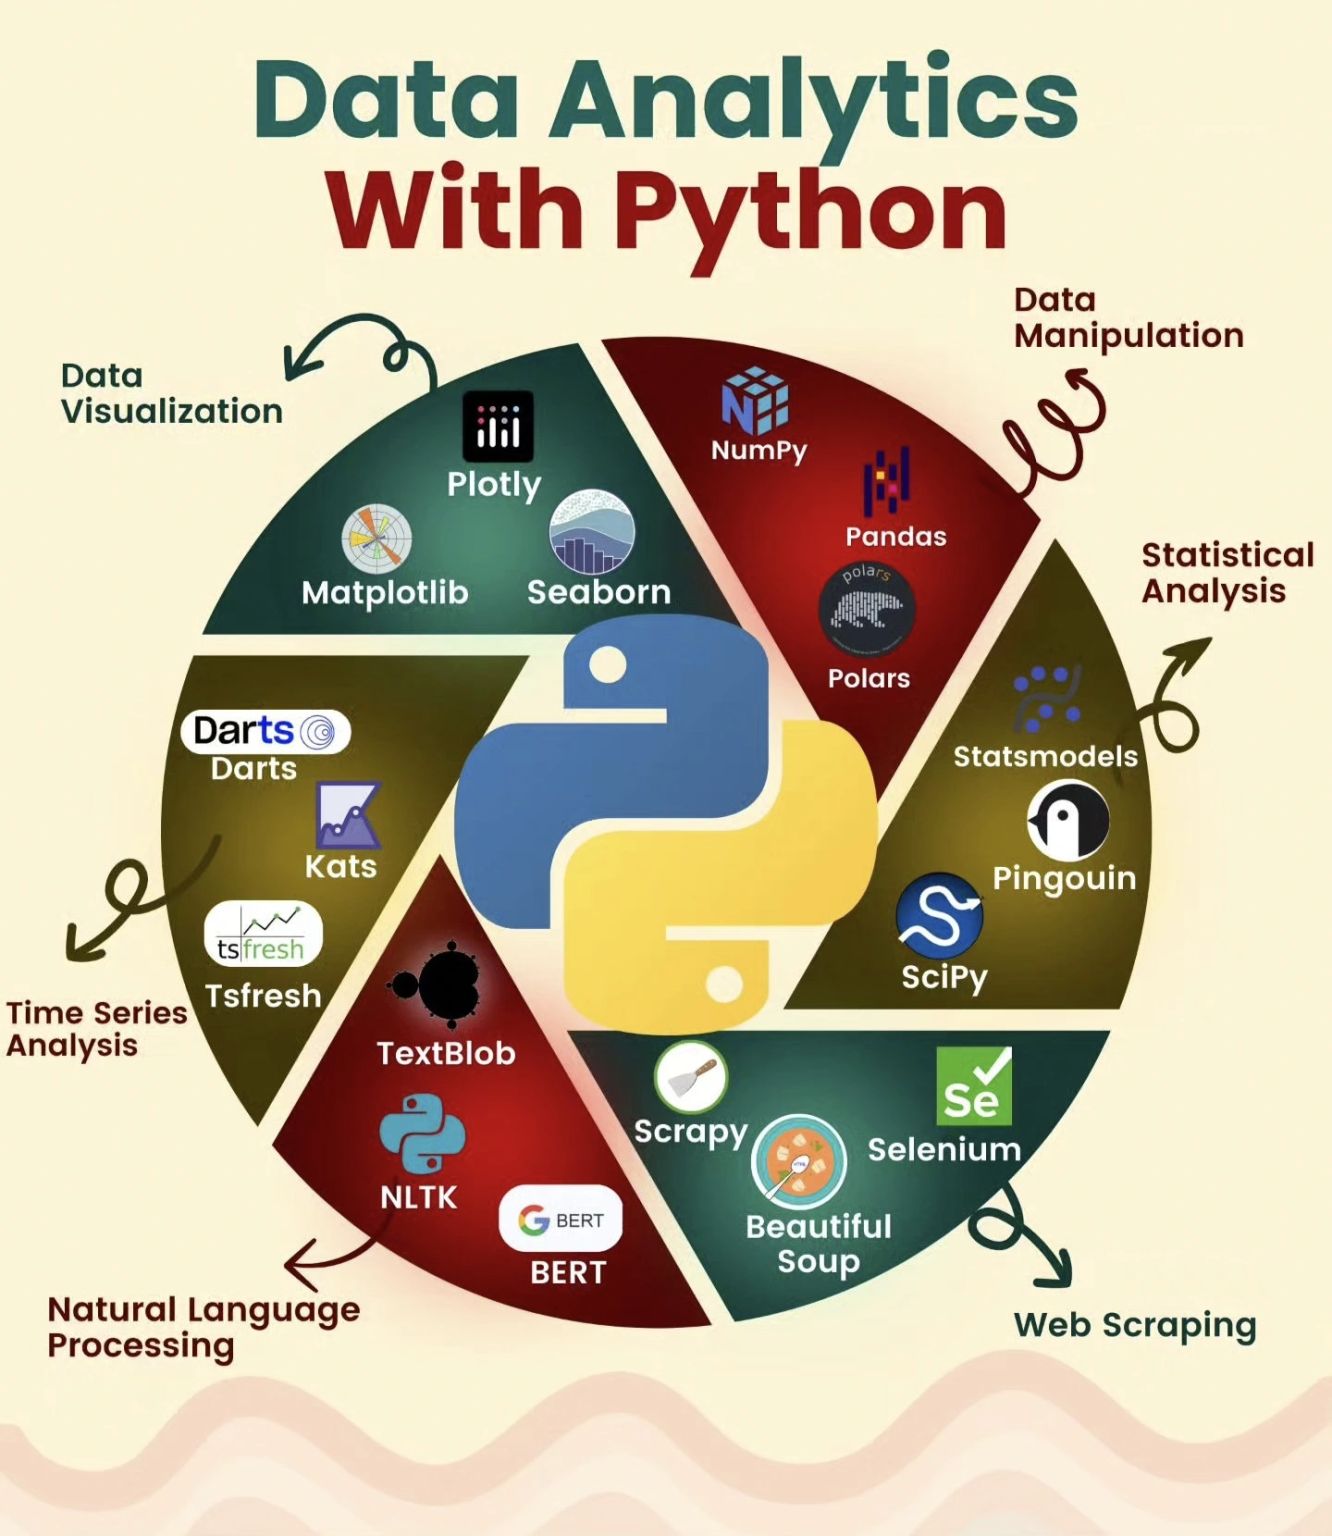 Data Analytics
With Python
Data
Visualization
Plotly
Matplotlib
Seaborn
Data
Manipulation
NumPy
Pandas
polars
Polars
Statistical
Analysis
Statsmodels
Pingouin
SciPy
Darts
Darts
Kats
tsfresh
Tsfresh
Time Series
Analysis
TextBlob
NLTK
BERT
BERT
Natural Language
Processing
Scrapy
Se
Selenium
HTML
Beautiful
Soup
Web Scraping